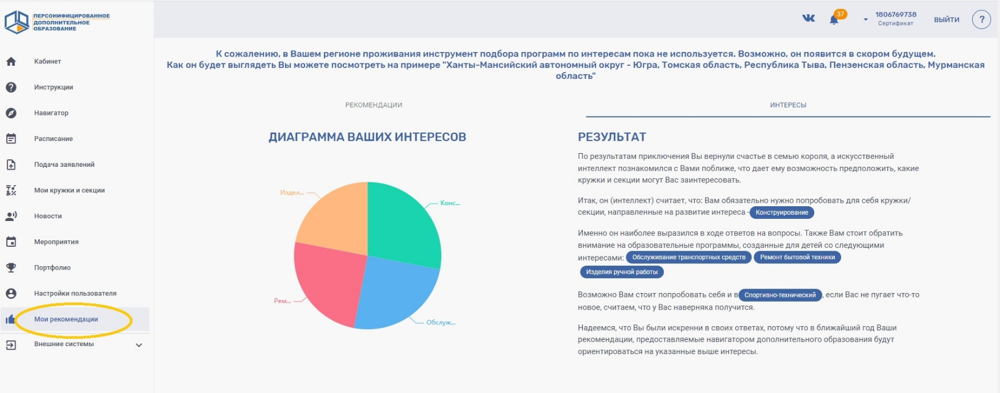 ПЕРСОНИФИЦИРОВАННОЕ
ДОПОЛНИТЕЛЬНОЕ
ОБРАЗОВАНИЕ
37
1806769738
Сертификат
ВЫЙТИ
?
Кабинет
Инструкции
Навигатор
Расписание
Подача заявлений
Мои кружки и секции
Новости
Мероприятия
Портфолио
Настройки пользователя
Мои рекомендации
Внешние системы
К сожалению, в Вашем регионе проживания инструмент подбора программ по интересам пока не используется. Возможно, он появится в скором будущем.
Как он будет выглядеть Вы можете посмотреть на примере "Ханты-Мансийский автономный округ - Югра, Томская область, Республика Тыва, Пензенская область, Мурманская
область"
РЕКОМЕНДАЦИИ
ИНТЕРЕСЫ
ДИАГРАММА ВАШИХ ИНТЕРЕСОВ
Издел...
Конс...
Рем...
Обслуж...
РЕЗУЛЬТАТ
По результатам приключения Вы вернули счастье в семью короля, а искусственный
интеллект познакомился с Вами поближе, что дает ему возможность предположить, какие
кружки и секции могут Вас заинтересовать.
Итак, он (интеллект) считает, что: Вам обязательно нужно попробовать для себя кружки/
секции, направленные на развитие интереса - Конструирование
Именно он наиболее выразился в ходе ответов на вопросы. Также Вам стоит обратить
внимание на образовательные программы, созданные для детей со следующими
интересами: Обслуживание транспортных средств Ремонт бытовой техники
Изделия ручной работы
Возможно Вам стоит попробовать себя и в Спортивно-технический , если Вас не пугает что-то
новое, считаем, что у Вас наверняка получится.
Надеемся, что Вы были искренни в своих ответах, потому что в ближайший год Ваши
рекомендации, предоставляемые навигатором дополнительного образования будут
ориентироваться на указанные выше интересы.